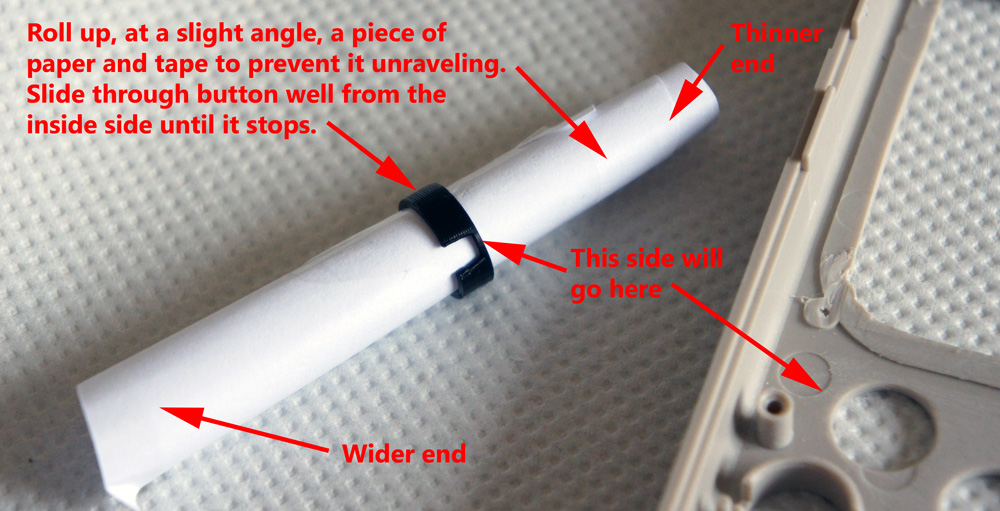 Roll up, at a slight angle, a piece of
paper and tape to prevent it unraveling.
Slide through button well from the
inside side until it stops.
Thinner
end
This side will
go here
Wider end